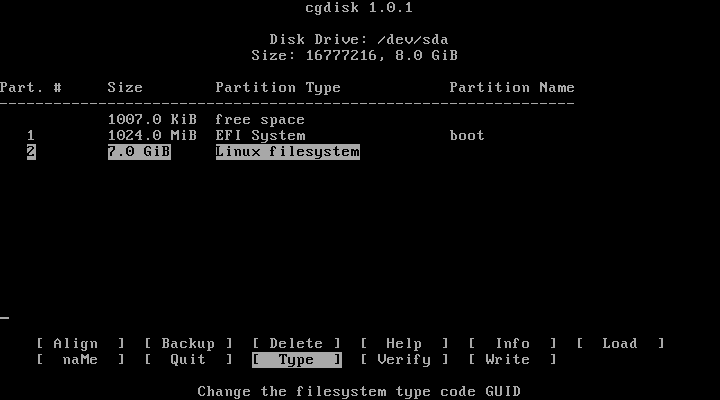 cgdisk 1.0.1
Disk Drive: /dev/sda
Size: 16777216, 8.0 GiB
Part. #     Size        Partition Type            Partition Name
----------------------------------------------------------------
            1007.0 KiB  free space
   1        1024.0 MiB  EFI System                boot
   2        7.0 GiB     Linux filesystem
[ Align  ]  [ Backup ]  [ Delete ]  [  Help  ]  [  Info  ]  [  Load  ]
[  naMe  ]  [  Quit  ]  [  Type  ]  [ Verify ]  [ Write  ]
Change the filesystem type code GUID